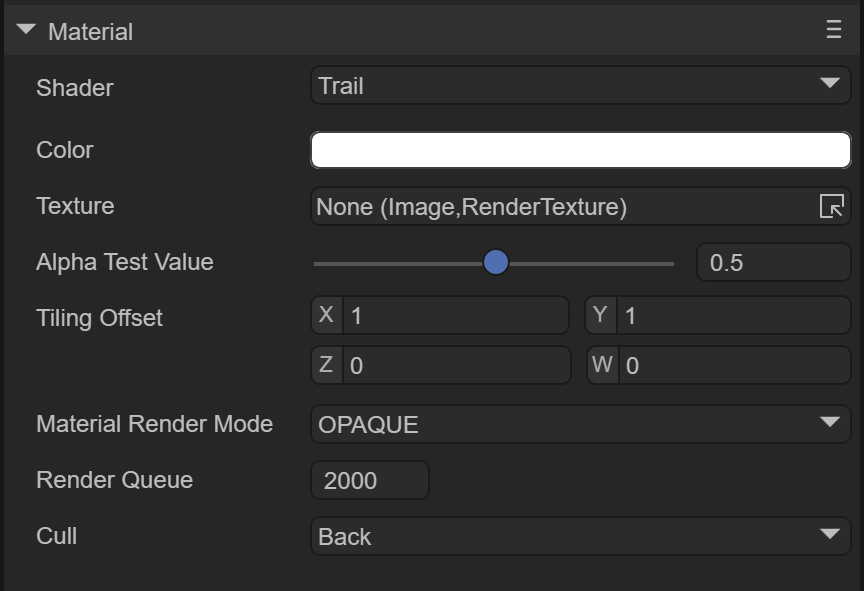 Material
Shader Trail
Color
Texture None (Image,RenderTexture)
Alpha Test Value 0.5
Tiling Offset X 1 Y 1
Z 0 W 0
Material Render Mode OPAQUE
Render Queue 2000
Cull Back